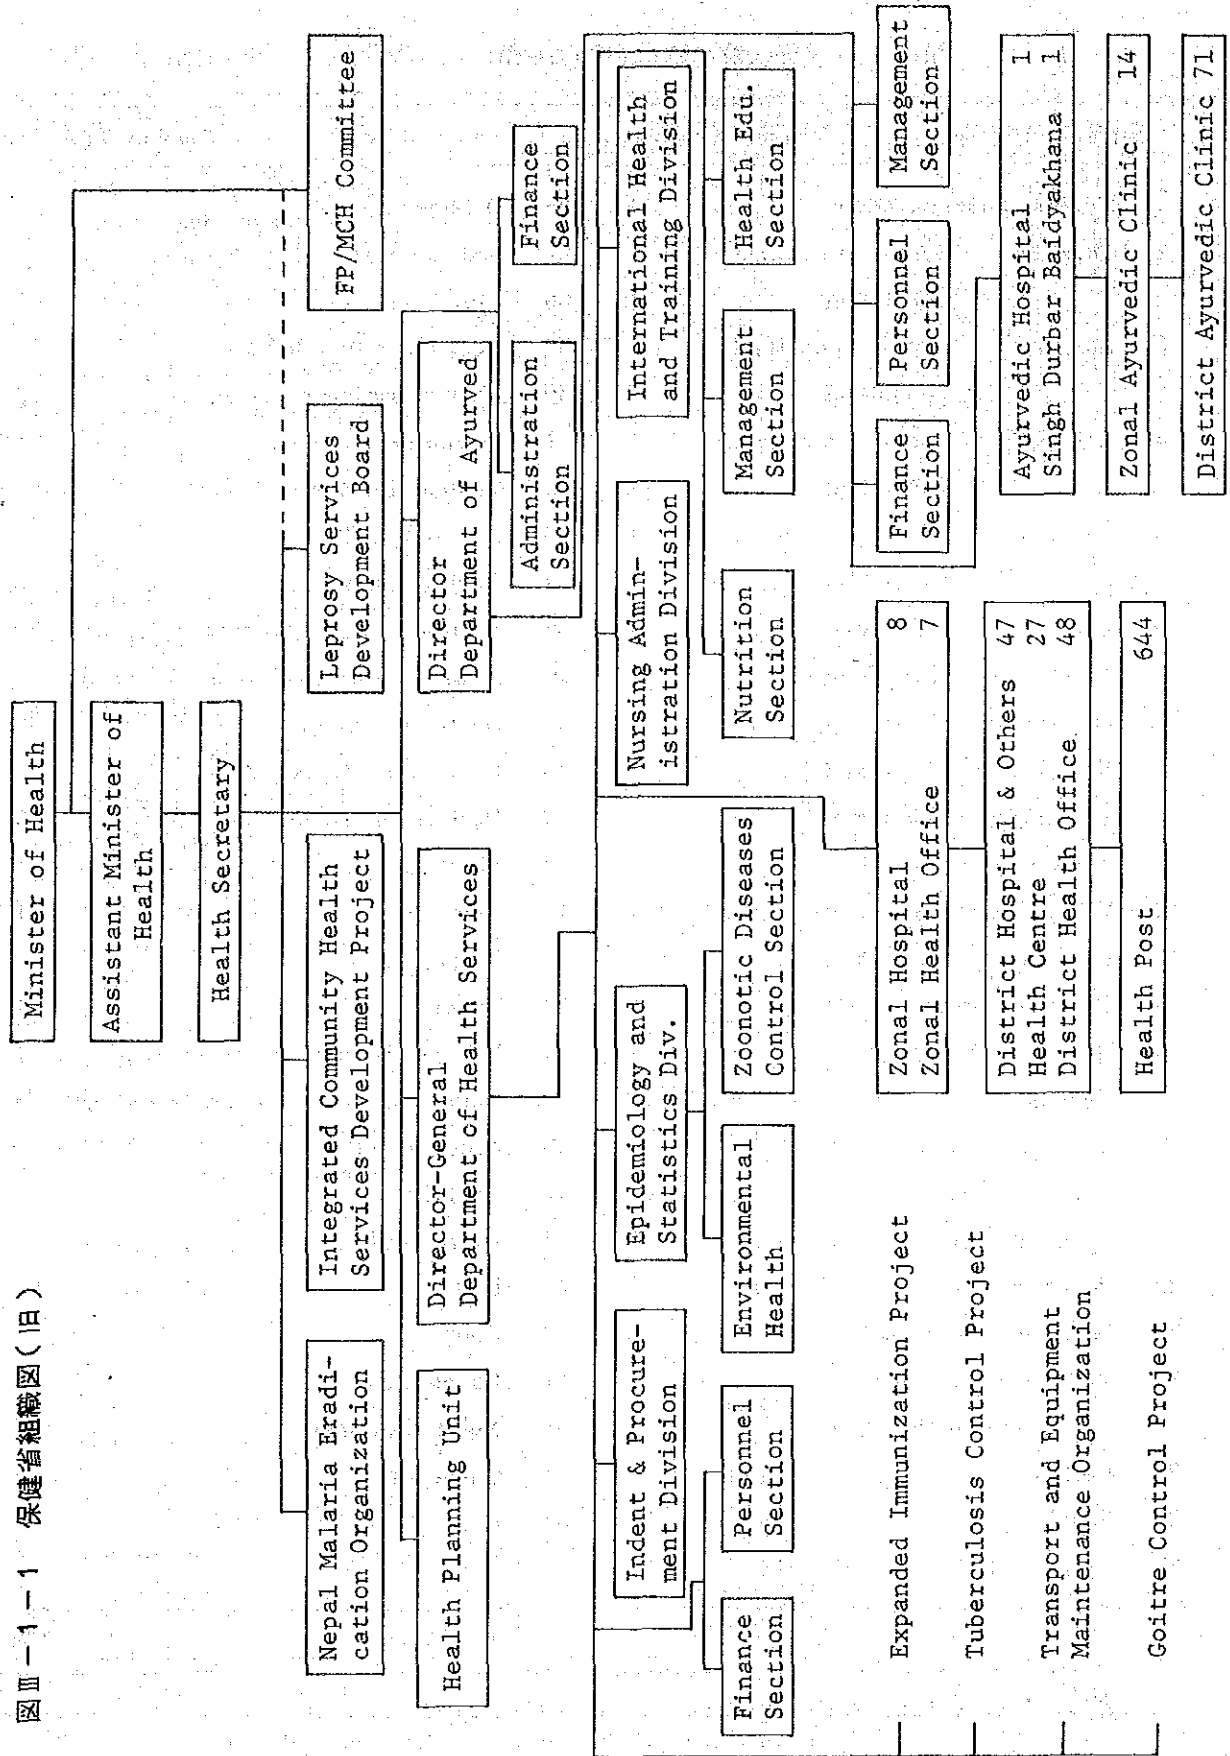 図Ⅲ－1－1　保健省組織図(旧)
Minister of Health
Assistant Minister of
Health
Health Secretary
FP/MCH Committee
Nepal Malaria Eradi-
cation Organization
Integrated Community Health
Services Development Project
Leprosy Services
Development Board
Health Planning Unit
Director-General
Department of Health Services
Director
Department of Ayurved
Administration
Section
Finance
Section
Indent & Procure-
ment Division
Epidemiology and
Statistics Div.
Nursing Admin-
istration Division
International Health
and Training Division
Finance
Section
Personnel
Section
Environmental
Health
Zoonotic Diseases
Control Section
Nutrition
Section
Management
Section
Health Edu.
Section
Expanded Immunization Project
Tuberculosis Control Project
Transport and Equipment
Maintenance Organization
Goitre Control Project
Zonal Hospital 8
Zonal Health Office 7
District Hospital & Others 47
Health Centre 27
District Health Office 48
Health Post 644
Finance
Section
Personnel
Section
Management
Section
Ayurvedic Hospital 1
Singh Durbar Baidyakhana 1
Zonal Ayurvedic Clinic 14
District Ayurvedic Clinic 71